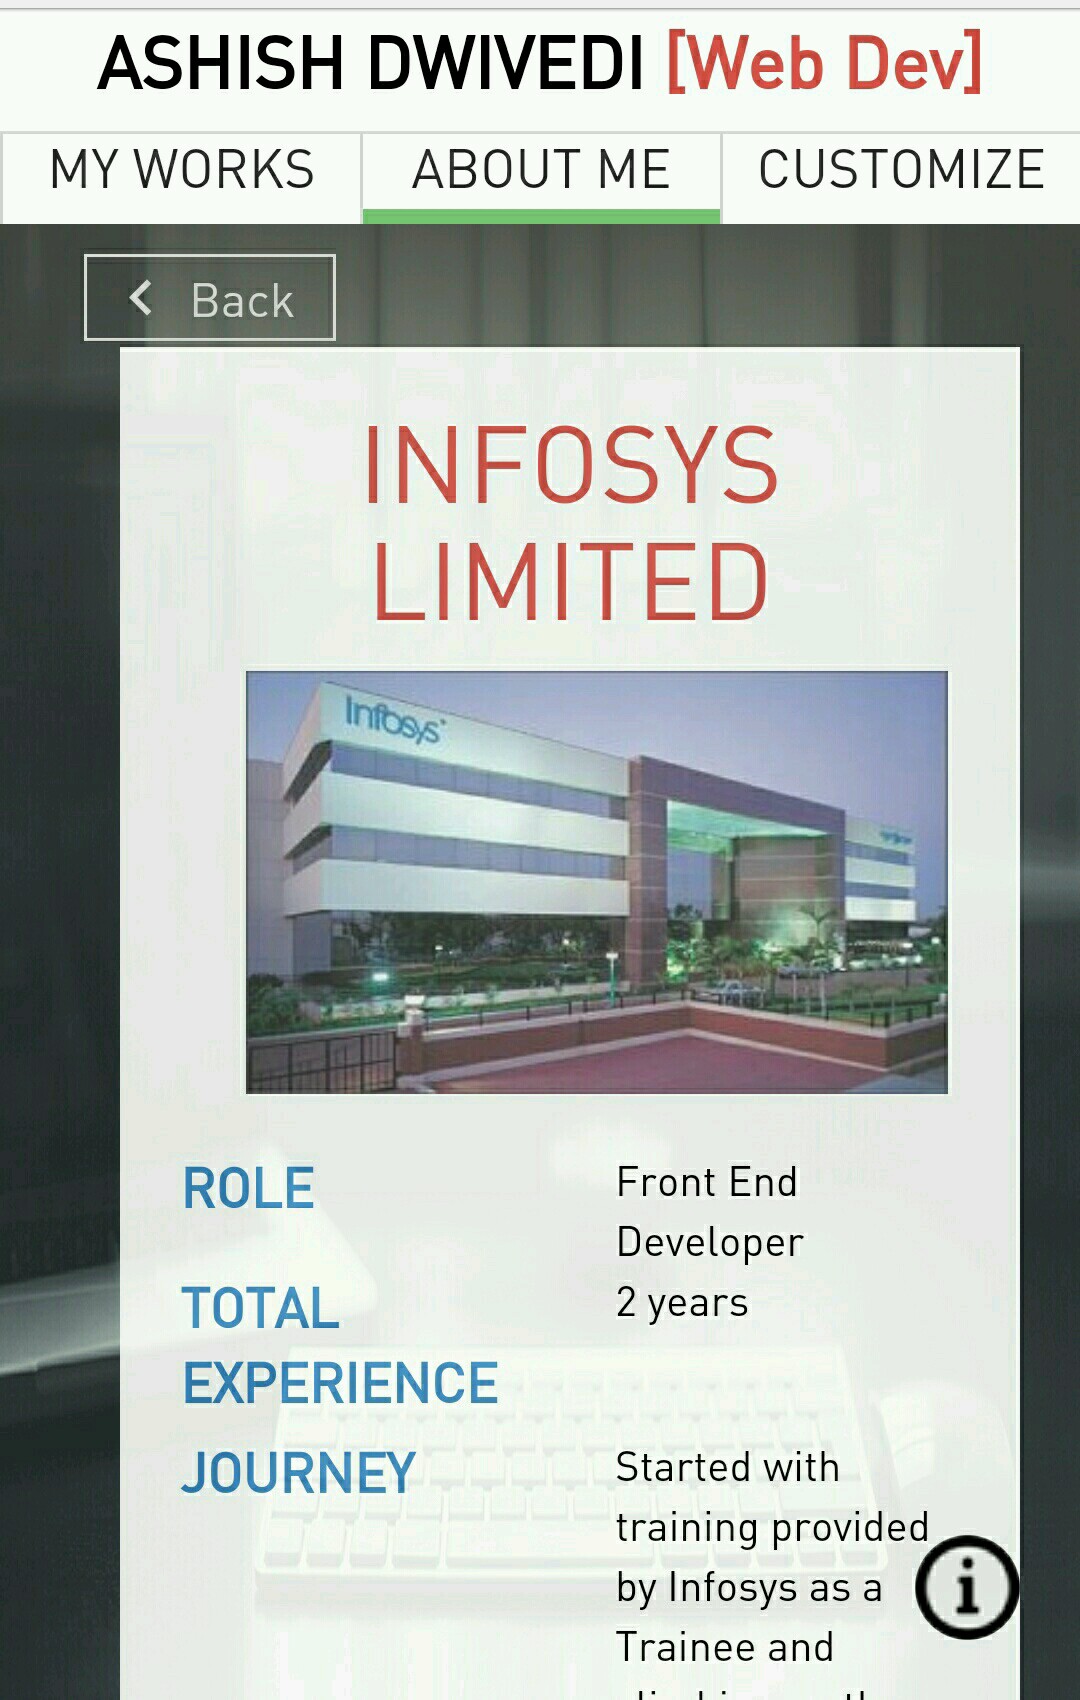 ASHISH DWIVEDI [Web Dev]
MY WORKS
ABOUT ME
CUSTOMIZE
Back
INFOSYS
LIMITED
Infosys
ROLE
Front End
Developer
TOTAL
EXPERIENCE
2 years
JOURNEY
Started with
training provided
by Infosys as a
Trainee and